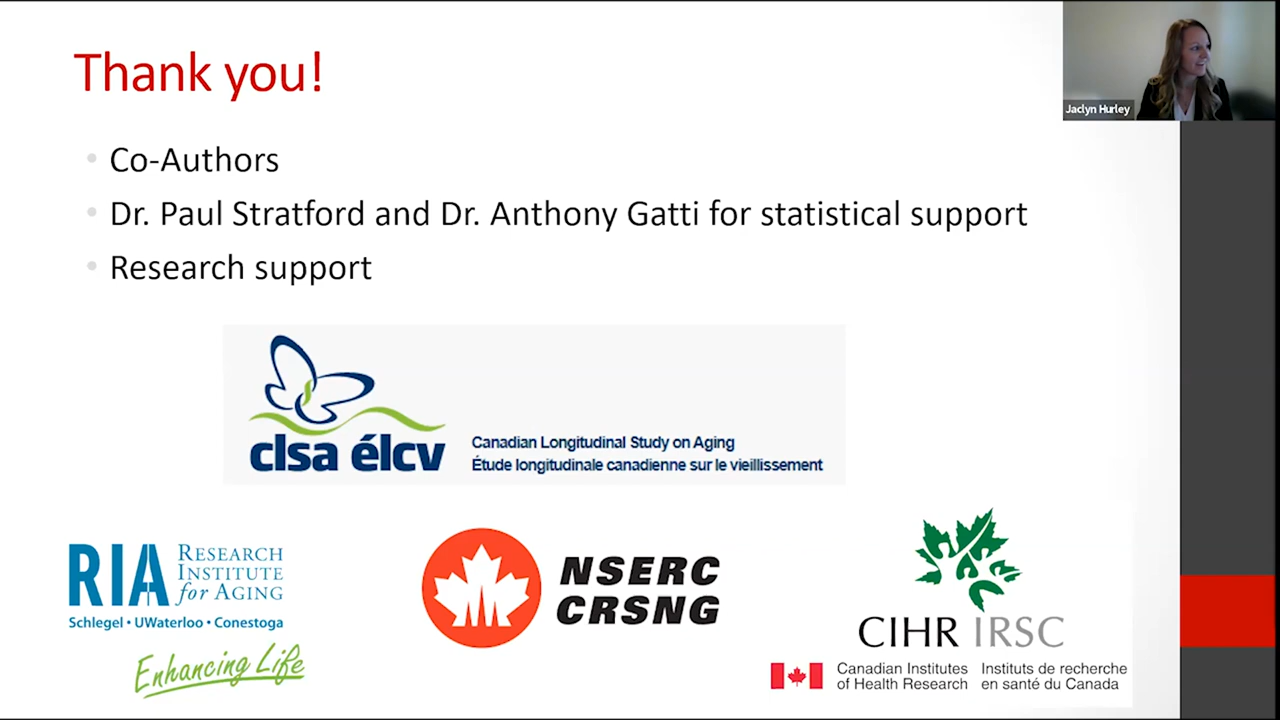 Thank you!
Jaclyn Hurley
• Co-Authors
• Dr. Paul Stratford and Dr. Anthony Gatti for statistical support
• Research support
clsa élcv
Canadian Longitudinal Study on Aging
Étude longitudinale canadienne sur le vieillissement
RIA
RESEARCH
INSTITUTE
for AGING
Schlegel • UWaterloo • Conestoga
Enhancing Life
NSERC
CRSNG
CIHR IRSC
Canadian Institutes
of Health Research
Instituts de recherche
en santé du Canada